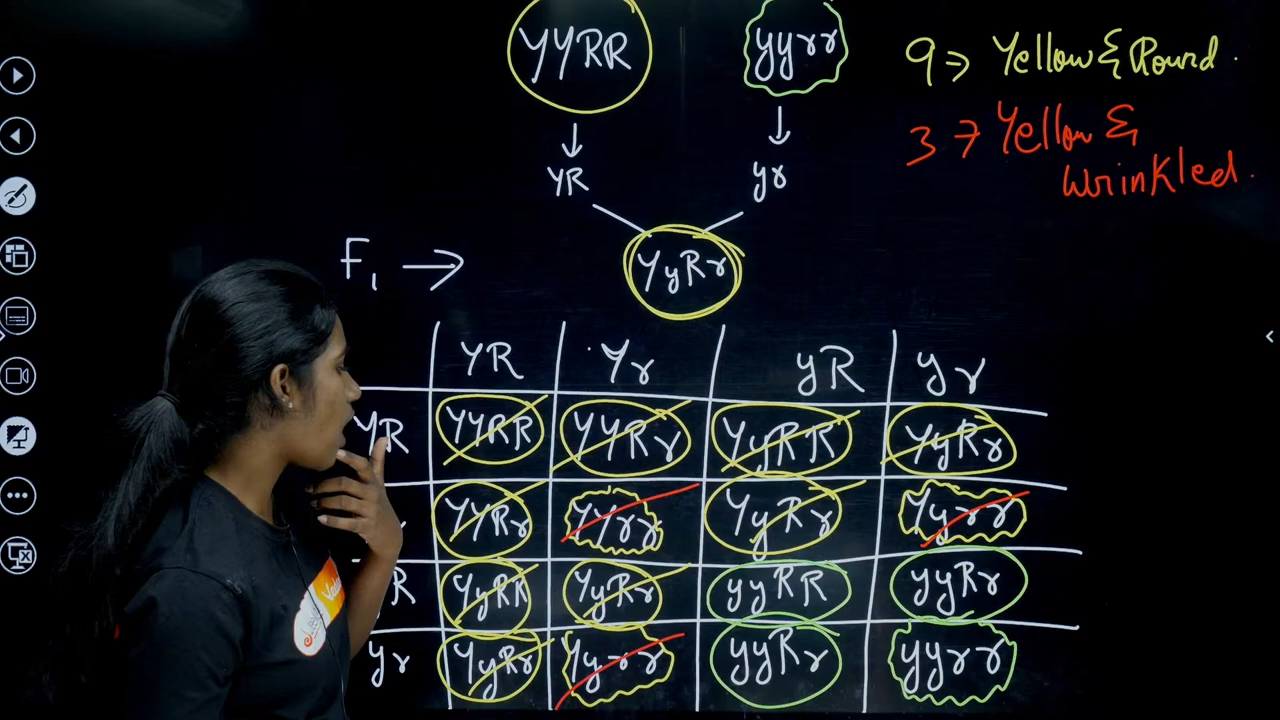 YYRR yyrr
9 → Yellow & Round.
3 → Yellow &
Wrinkled.
YR yr
F1 → YyRr
YR Yr yR yr
YR YYRR YYRr YyRR YyRr
YYRr YYrr YyRr Yyrr
R YyRR YyRr yyRR yyRr
yr YyRr Yyrr yyRr yyrr